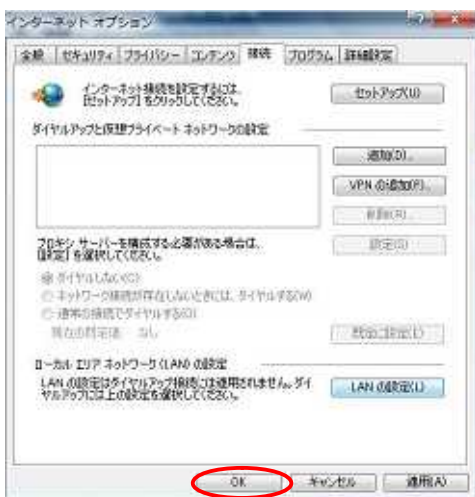 インターネット オプション
全般 セキュリティ プライバシー コンテンツ 接続 プログラム 詳細設定
インターネット接続を設定するには、
[セットアップ] をクリックしてください。
セットアップ(U)
ダイヤルアップと仮想プライベート ネットワークの設定
追加(D)...
VPN の追加(P)...
削除(R)...
プロキシ サーバーを構成する必要がある場合は、
[設定] を選択してください。
設定(S)
ダイヤルしない(C)
ネットワーク接続が存在しないときには、ダイヤルする(W)
通常の接続でダイヤルする(O)
現在の既定値 なし
既定に設定(E)
ローカル エリア ネットワーク (LAN) の設定
LAN の設定はダイヤルアップ接続には適用されません。ダイ
ヤルアップには上の設定を選択してください。
LAN の設定(L)
OK キャンセル 適用(A)